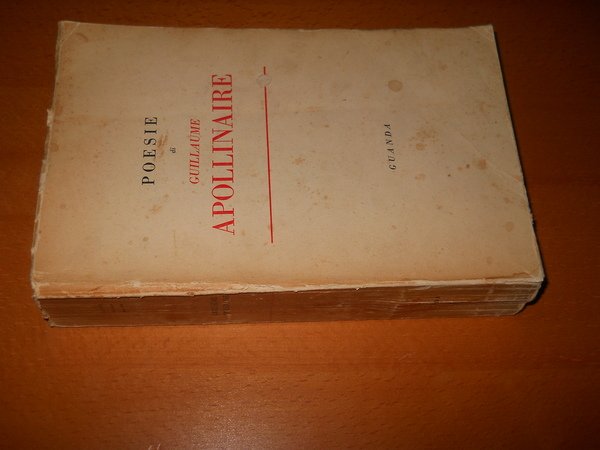 POESIE
di
GUILLAUME
APOLLINAIRE
GUANDA